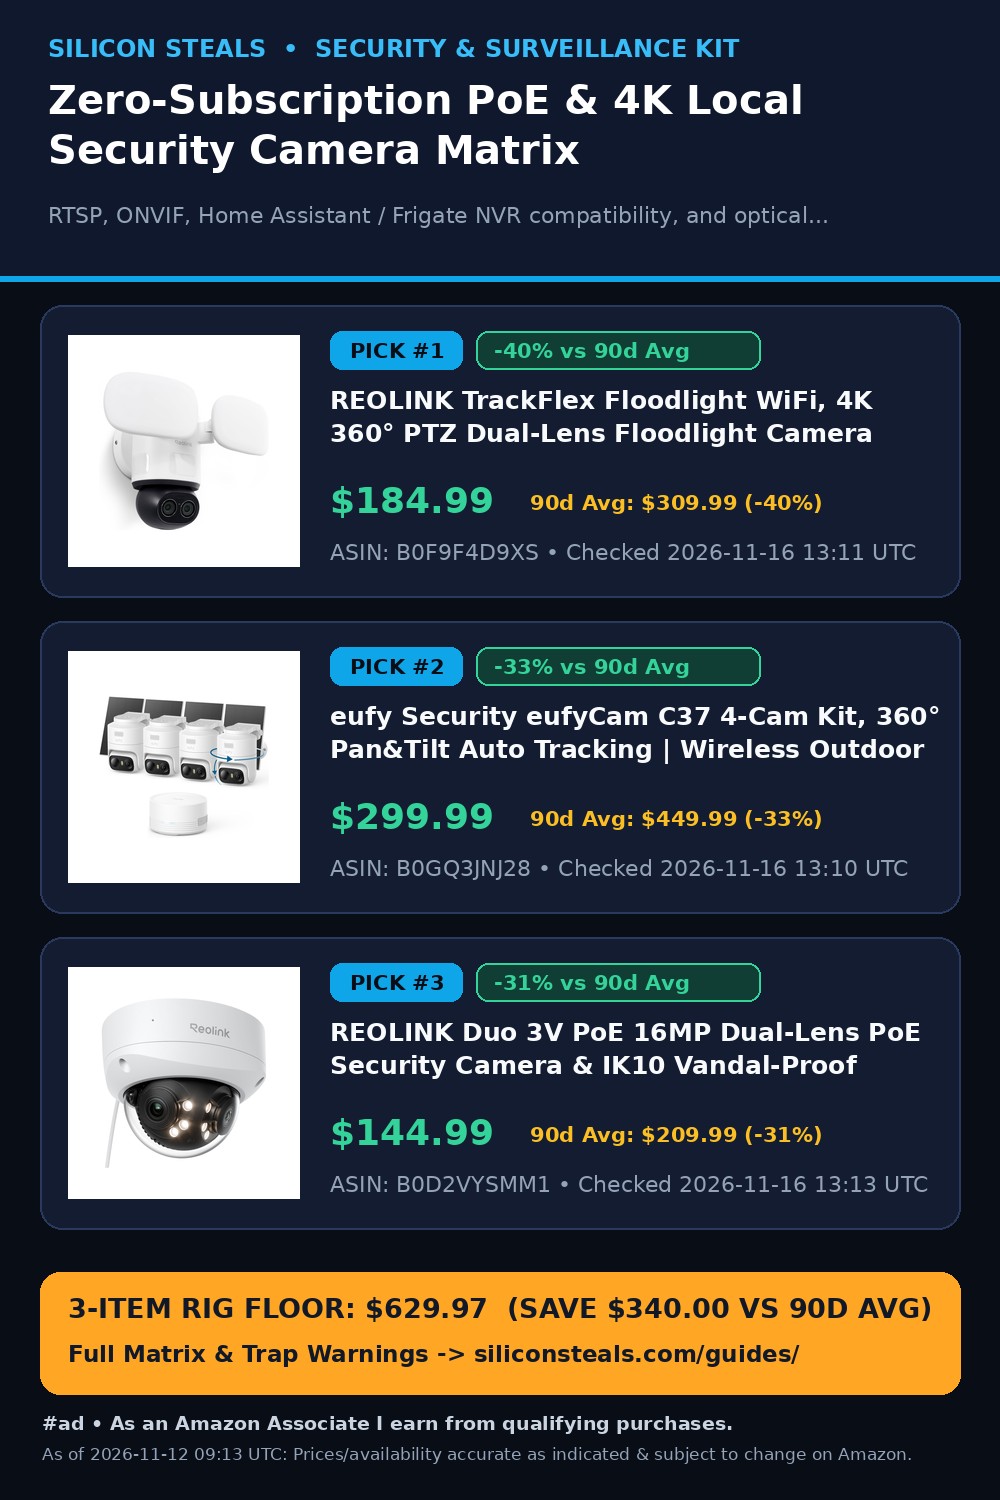 SILICON STEALS • SECURITY & SURVEILLANCE KIT
Zero-Subscription PoE & 4K Local
Security Camera Matrix
RTSP, ONVIF, Home Assistant / Frigate NVR compatibility, and optical...
PICK #1
-40% vs 90d Avg
REOLINK TrackFlex Floodlight WiFi, 4K
360° PTZ Dual-Lens Floodlight Camera
$184.99
90d Avg: $309.99 (-40%)
ASIN: B0F9F4D9XS • Checked 2026-11-16 13:11 UTC
PICK #2
-33% vs 90d Avg
eufy Security eufyCam C37 4-Cam Kit, 360°
Pan&Tilt Auto Tracking | Wireless Outdoor
$299.99
90d Avg: $449.99 (-33%)
ASIN: B0GQ3JNJ28 • Checked 2026-11-16 13:10 UTC
Reolink
PICK #3
-31% vs 90d Avg
REOLINK Duo 3V PoE 16MP Dual-Lens PoE
Security Camera & IK10 Vandal-Proof
$144.99
90d Avg: $209.99 (-31%)
ASIN: B0D2VYSMM1 • Checked 2026-11-16 13:13 UTC
3-ITEM RIG FLOOR: $629.97 (SAVE $340.00 VS 90D AVG)
Full Matrix & Trap Warnings -> siliconsteals.com/guides/
#ad • As an Amazon Associate I earn from qualifying purchases.
As of 2026-11-12 09:13 UTC: Prices/availability accurate as indicated & subject to change on Amazon.